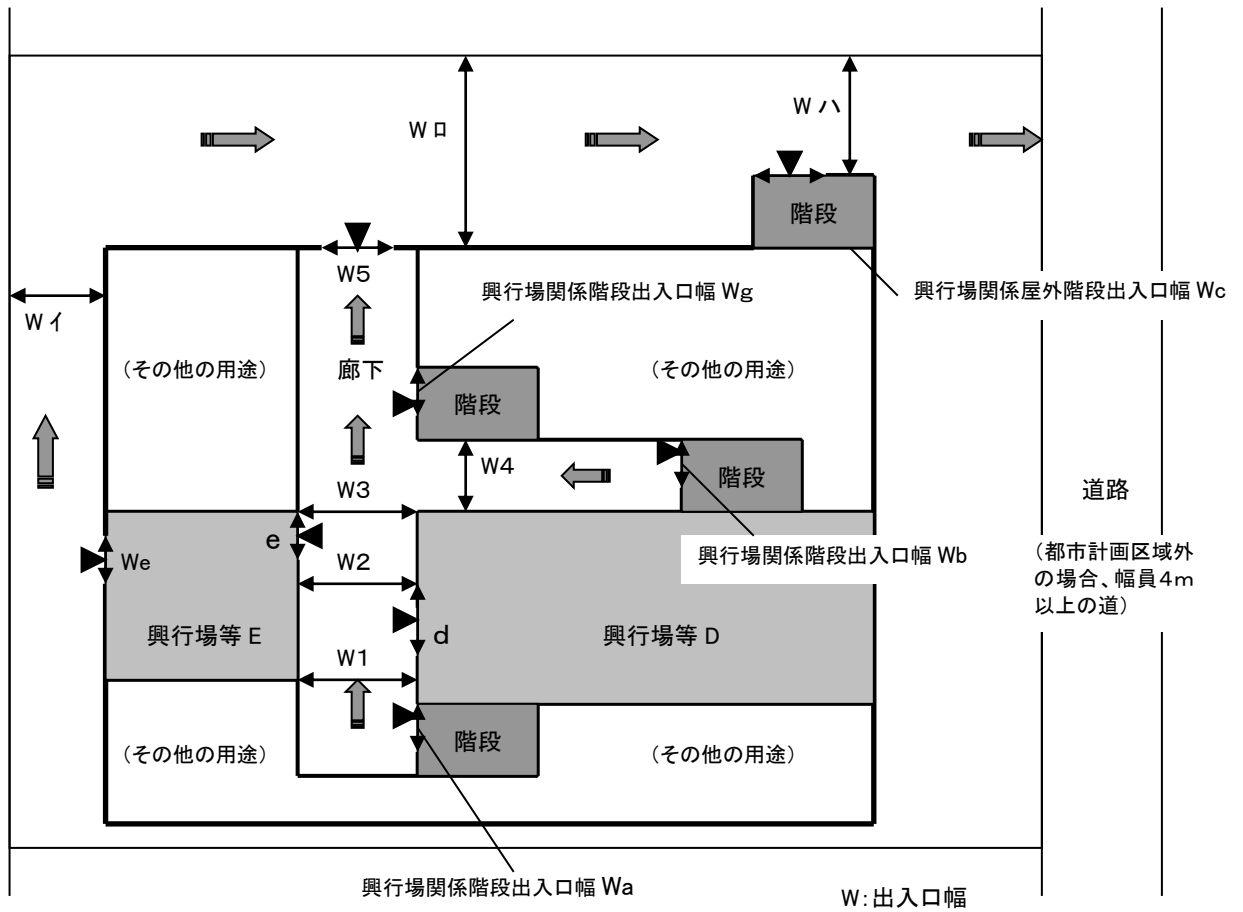 Wロ
Wハ
階段
W5
興行場関係階段出入口幅 Wg
興行場関係屋外階段出入口幅 Wc
Wイ
(その他の用途)
廊下
(その他の用途)
階段
W4
階段
W3
道路
e
We
W2
興行場関係階段出入口幅 Wb
(都市計画区域外
の場合、幅員4m
以上の道)
興行場等 E
d
興行場等 D
W1
(その他の用途)
階段
(その他の用途)
興行場関係階段出入口幅 Wa
W:出入口幅